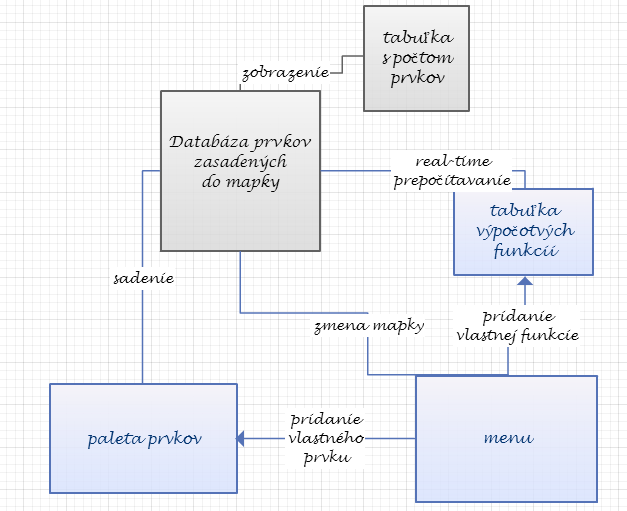 tabuľka
s počtom
prvkov
zobrazenie
Databáza prvkov
zasadených
do mapky
real-time
prepočítavanie
tabuľka
výpočotvých
funkcií
sadenie
zmena mapky
pridanie
vlastnej funkcie
paleta prvkov
pridanie
vlastného
prvku
menu